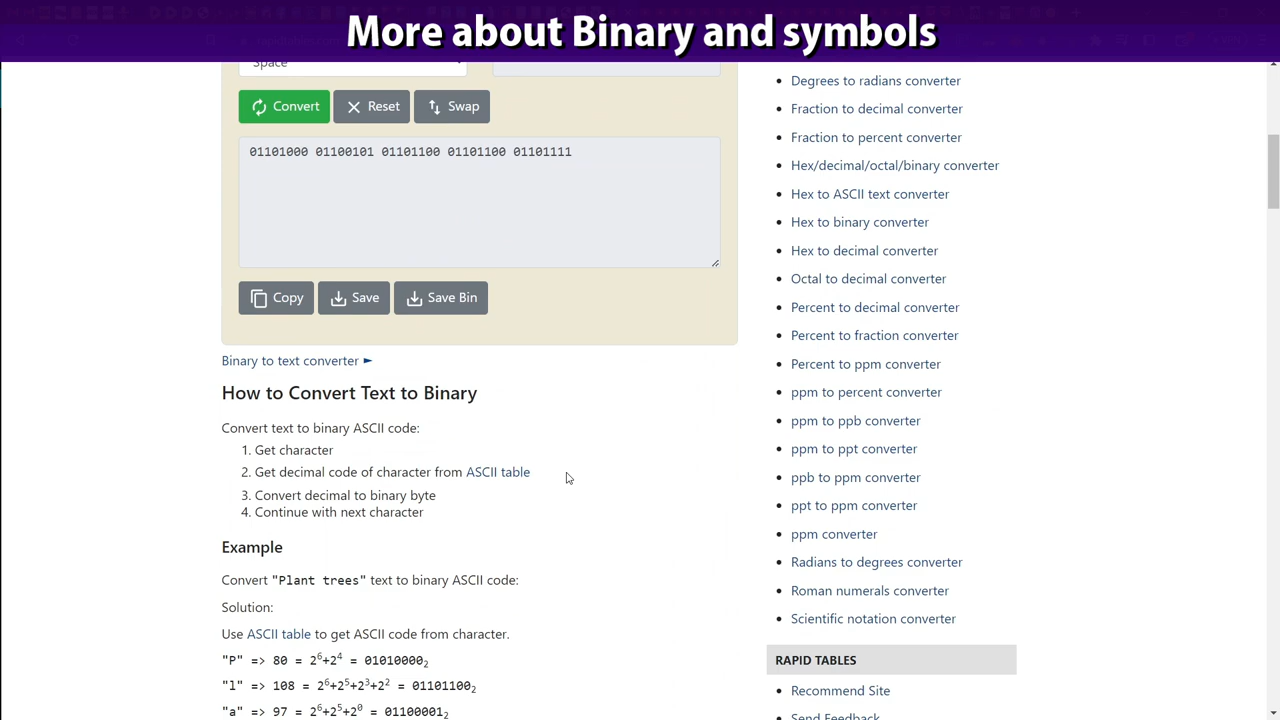 More about Binary and symbols
Space
Convert
Reset
Swap
01101000 01100101 01101100 01101100 01101111
Copy
Save
Save Bin
Binary to text converter ►
How to Convert Text to Binary
Convert text to binary ASCII code:
1. Get character
2. Get decimal code of character from ASCII table
3. Convert decimal to binary byte
4. Continue with next character
Example
Convert "Plant trees" text to binary ASCII code:
Solution:
Use ASCII table to get ASCII code from character.
"P" => 80 = 2⁶+2⁴ = 01010000₂
"l" => 108 = 2⁶+2⁵+2³+2² = 01101100₂
"a" => 97 = 2⁶+2⁵+2⁰ = 01100001₂
Degrees to radians converter
Fraction to decimal converter
Fraction to percent converter
Hex/decimal/octal/binary converter
Hex to ASCII text converter
Hex to binary converter
Hex to decimal converter
Octal to decimal converter
Percent to decimal converter
Percent to fraction converter
Percent to ppm converter
ppm to percent converter
ppm to ppb converter
ppm to ppt converter
ppb to ppm converter
ppt to ppm converter
ppm converter
Radians to degrees converter
Roman numerals converter
Scientific notation converter
RAPID TABLES
Recommend Site
Send Feedback